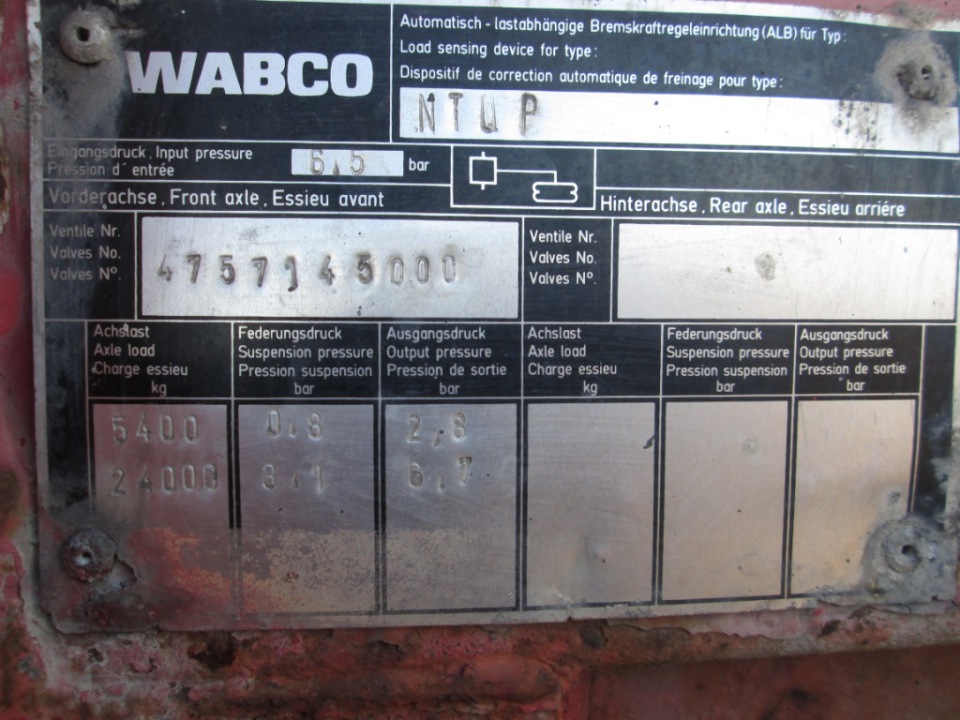 WABCO
Automatisch - lastabhängige Bremskraftregeleinrichtung (ALB) für Typ:
Load sensing device for type:
Dispositif de correction automatique de freinage pour type:
NTUP
Eingangsdruck, Input pressure
Pression d´entrée
6,5 bar
Vorderachse, Front axle, Essieu avant
Hinterachse, Rear axle, Essieu arriére
Ventile Nr.
Valves No.
Valves N°.
4757145000
Ventile Nr.
Valves No.
Valves N°.
Achslast
Axle load
Charge essieu
kg
Federungsdruck
Suspension pressure
Pression suspension
bar
Ausgangsdruck
Output pressure
Pression de sortie
bar
Achslast
Axle load
Charge essieu
kg
Federungsdruck
Suspension pressure
Pression suspension
bar
Ausgangsdruck
Output pressure
Pression de sortie
bar
5400 0,8 2,8
24000 3,1 6,7